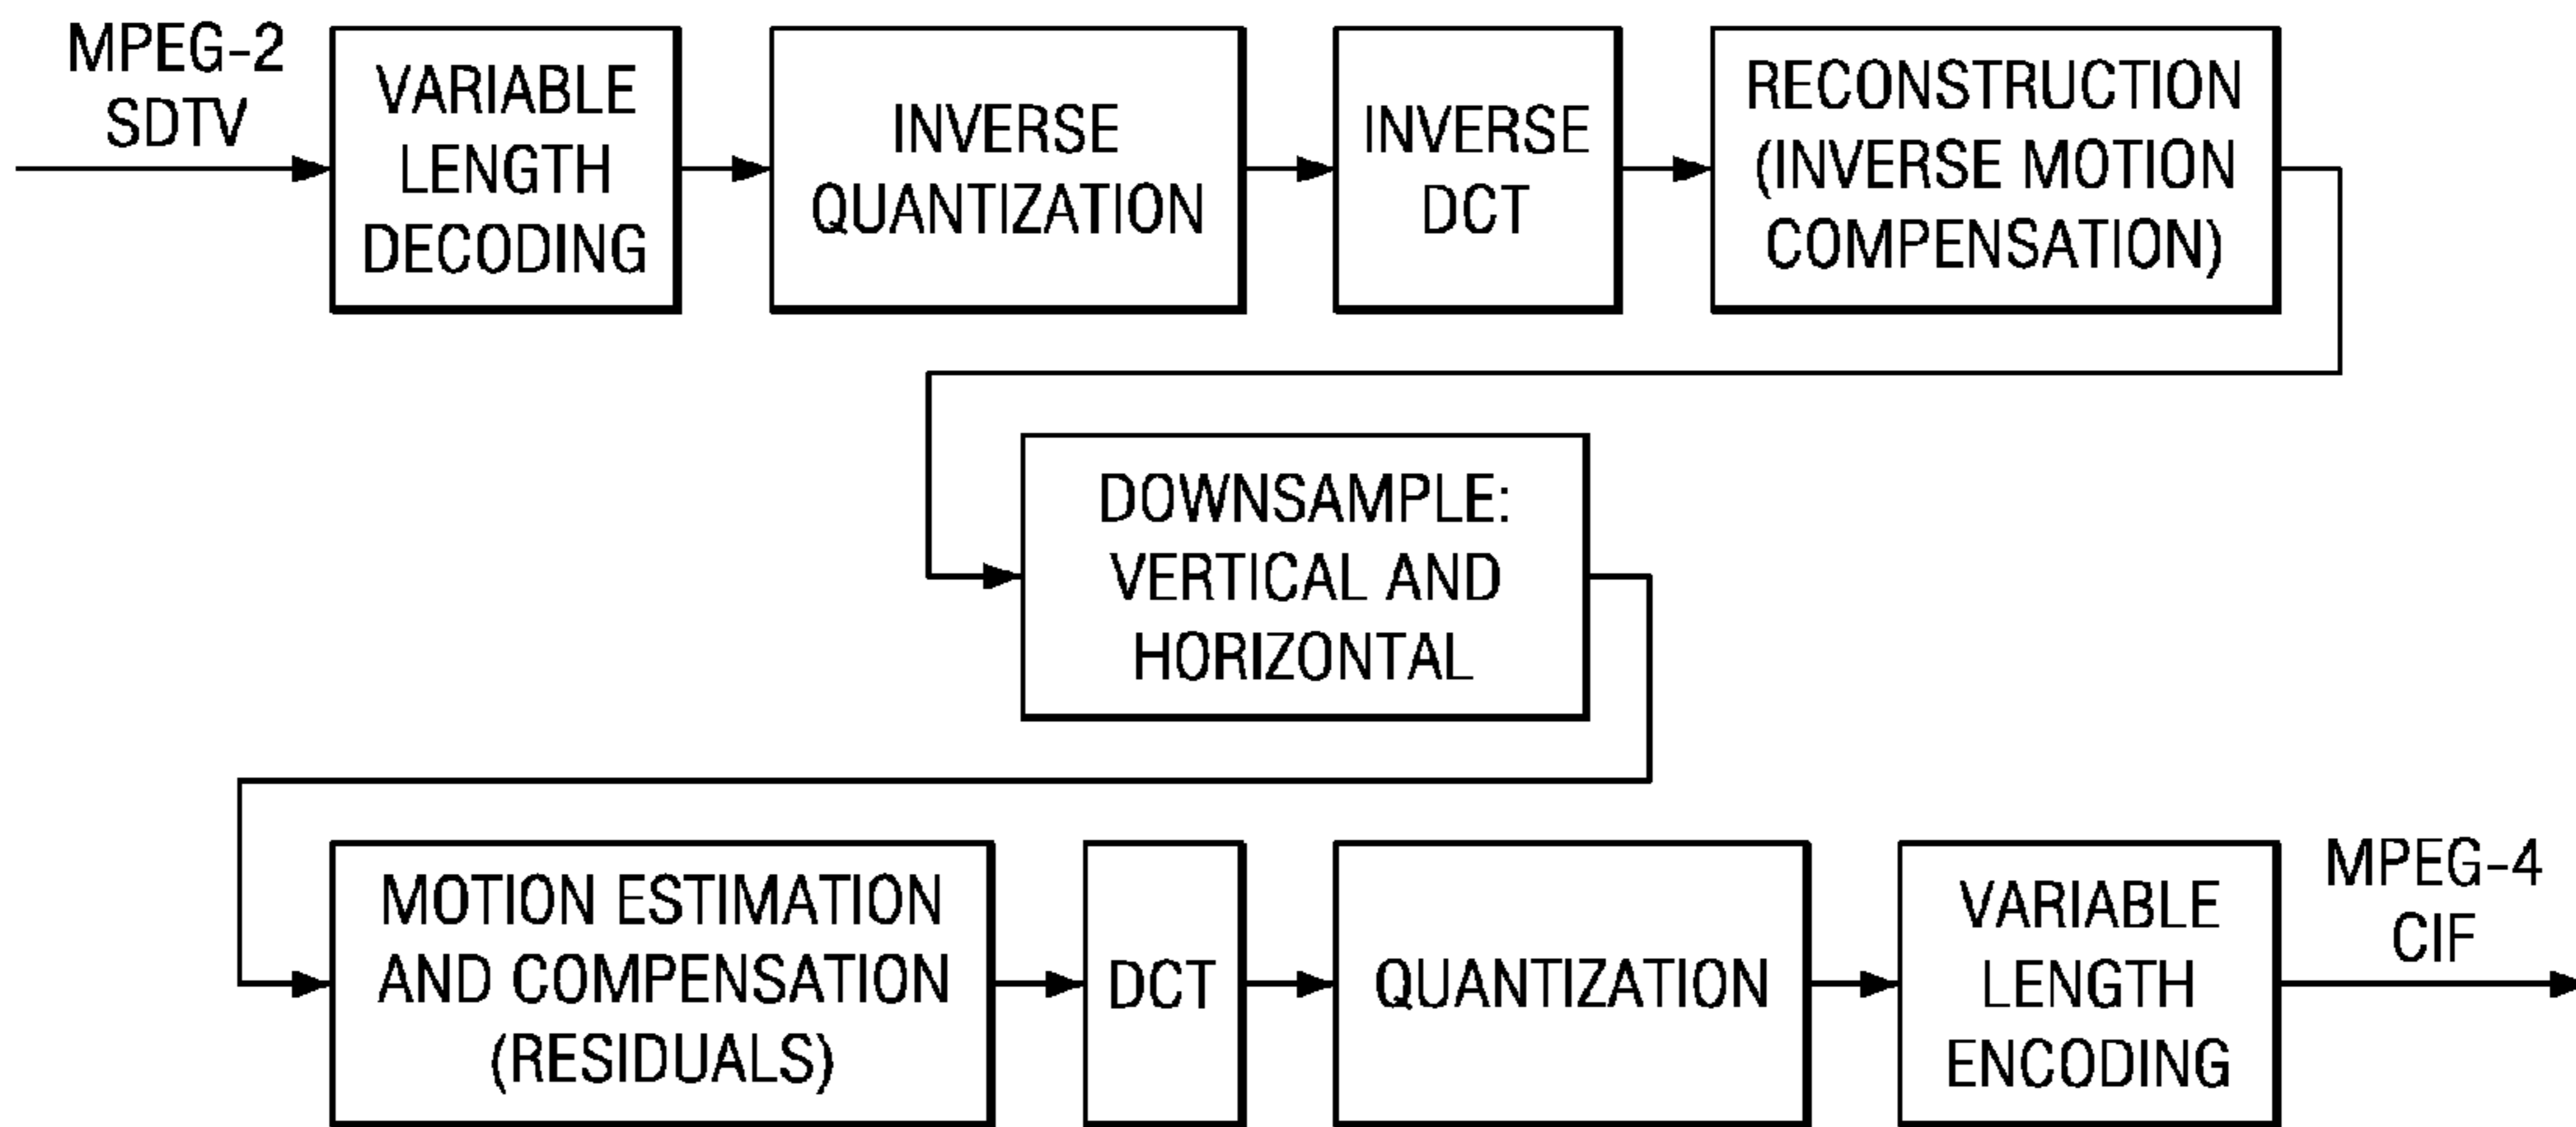 MPEG-2
SDTV
VARIABLE
LENGTH
DECODING
INVERSE
QUANTIZATION
INVERSE
DCT
RECONSTRUCTION
(INVERSE MOTION
COMPENSATION)
DOWNSAMPLE:
VERTICAL AND
HORIZONTAL
MOTION ESTIMATION
AND COMPENSATION
(RESIDUALS)
DCT
QUANTIZATION
VARIABLE
LENGTH
ENCODING
MPEG-4
CIF